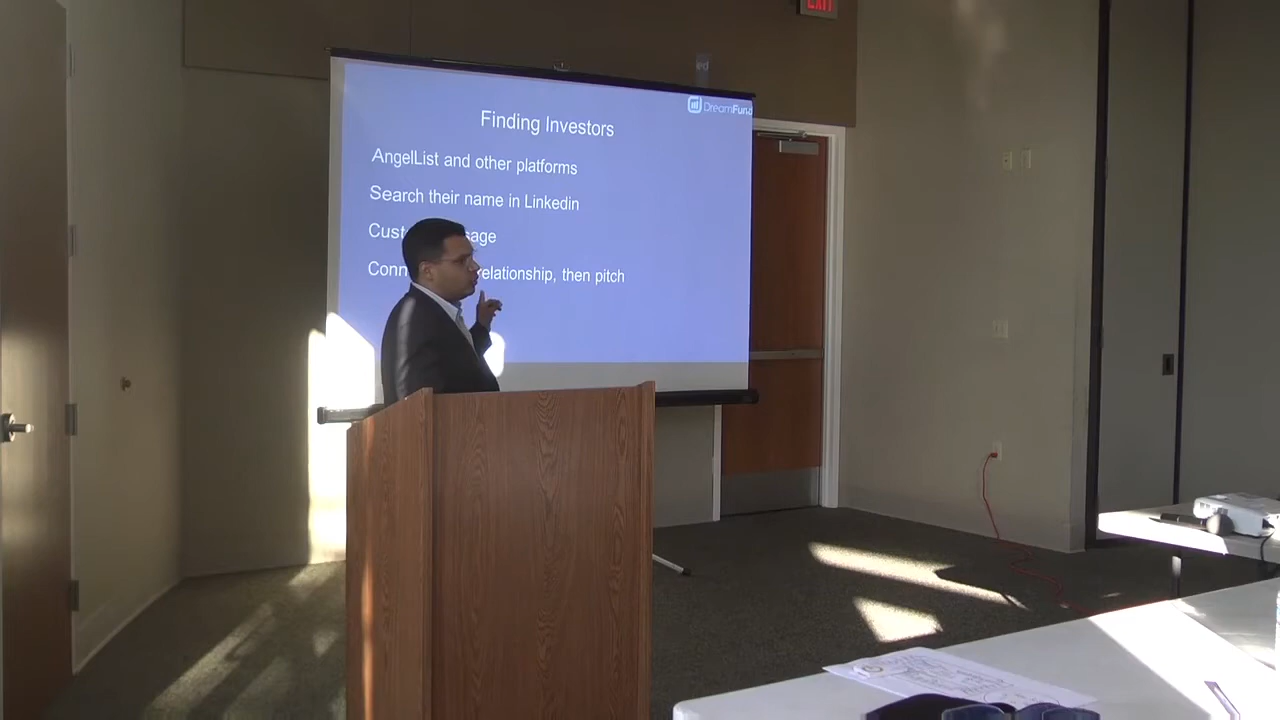 EXIT
ed
DreamFund
Finding Investors
AngelList and other platforms
Search their name in Linkedin
Cust sage
Conn relationship, then pitch